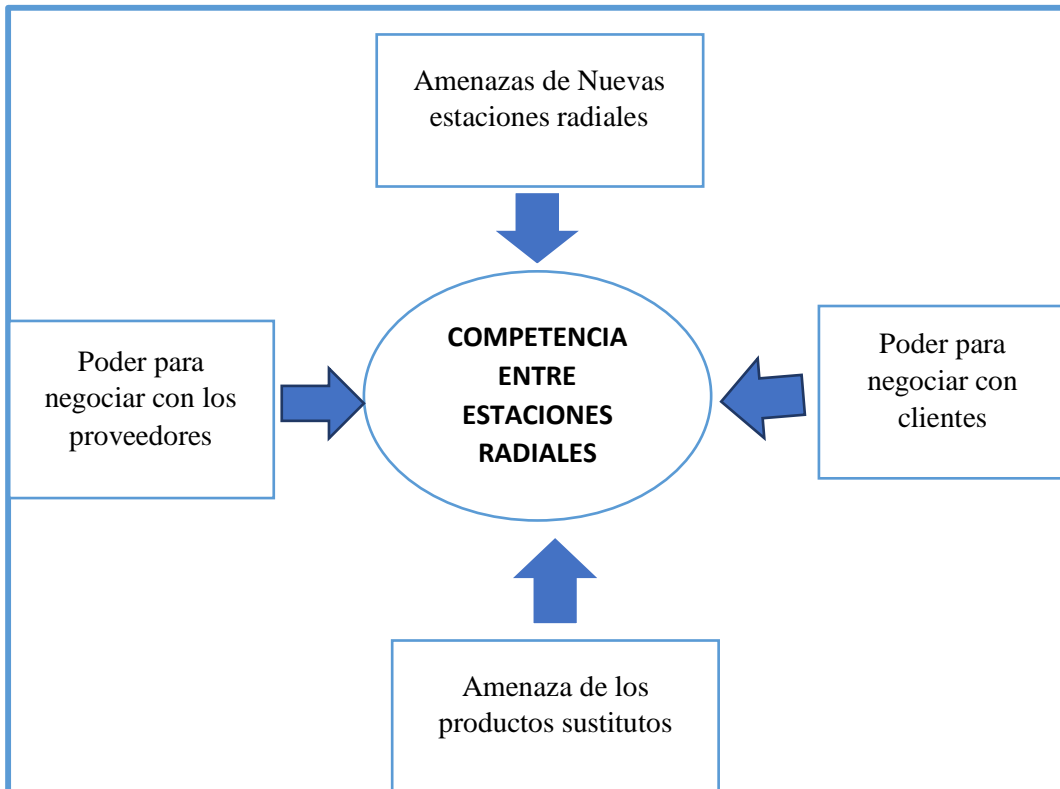 Amenazas de Nuevas
estaciones radiales
Poder para
negociar con los
proveedores
COMPETENCIA
ENTRE
ESTACIONES
RADIALES
Poder para
negociar con
clientes
Amenaza de los
productos sustitutos